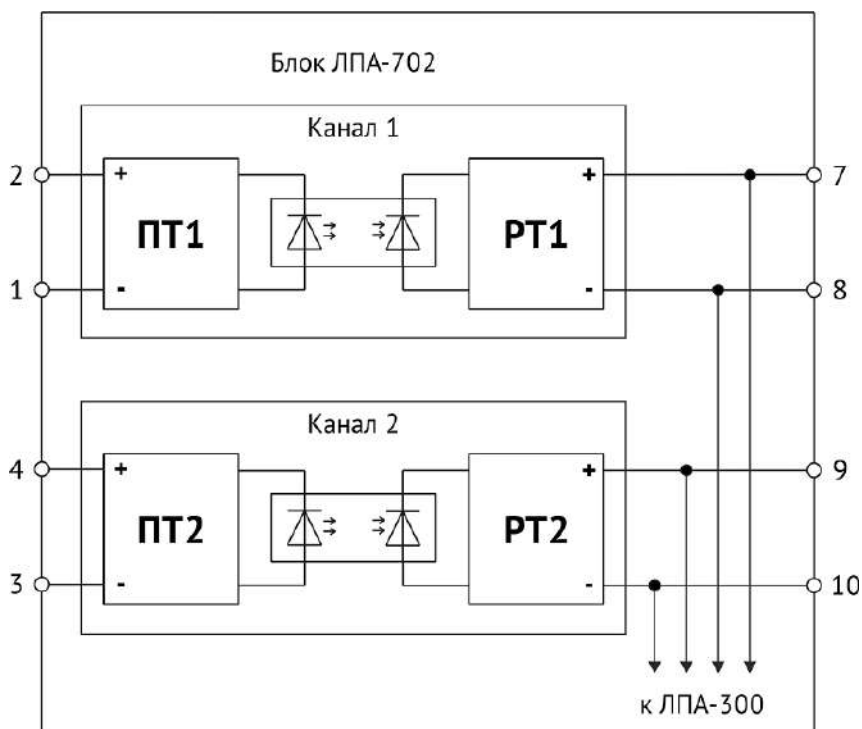 Блок ЛПА-702
Канал 1
2 + ПТ1 РТ1 + 7
1 - - 8
Канал 2
4 + ПТ2 РТ2 + 9
3 - - 10
к ЛПА-300